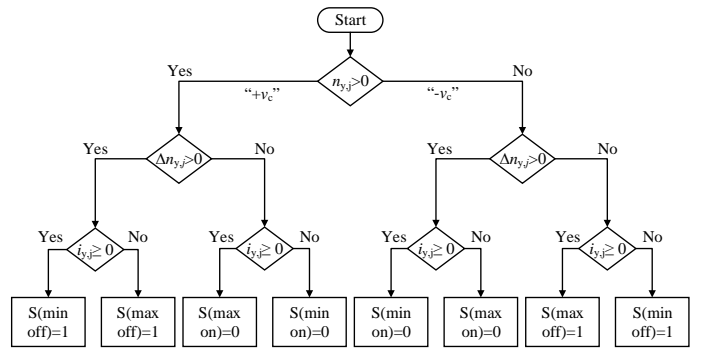 Start
Yes
n_y,j>0
No
“+v_c”
“-v_c”
Yes
Δn_y,j>0
No
Yes
Δn_y,j>0
No
Yes
i_y,j≥ 0
No
Yes
i_y,j≥ 0
No
Yes
i_y,j≥ 0
No
Yes
i_y,j≥ 0
No
S(min
off)=1
S(max
off)=1
S(max
on)=0
S(min
on)=0
S(min
on)=0
S(max
on)=0
S(max
off)=1
S(min
off)=1